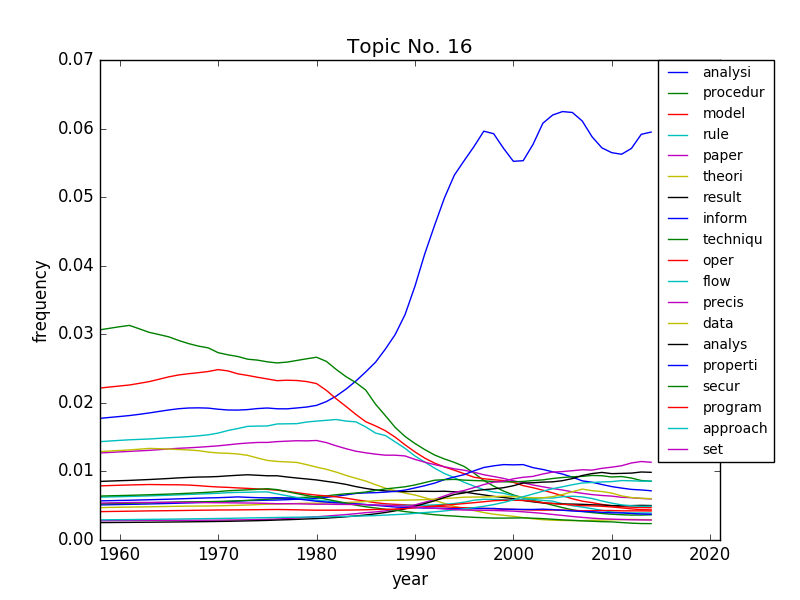 Topic No. 16
0.07
0.06
0.05
0.04
0.03
0.02
0.01
0.00
frequency
1960 1970 1980 1990 2000 2010 2020
year
analysi
procedur
model
rule
paper
theori
result
inform
techniqu
oper
flow
precis
data
analys
properti
secur
program
approach
set